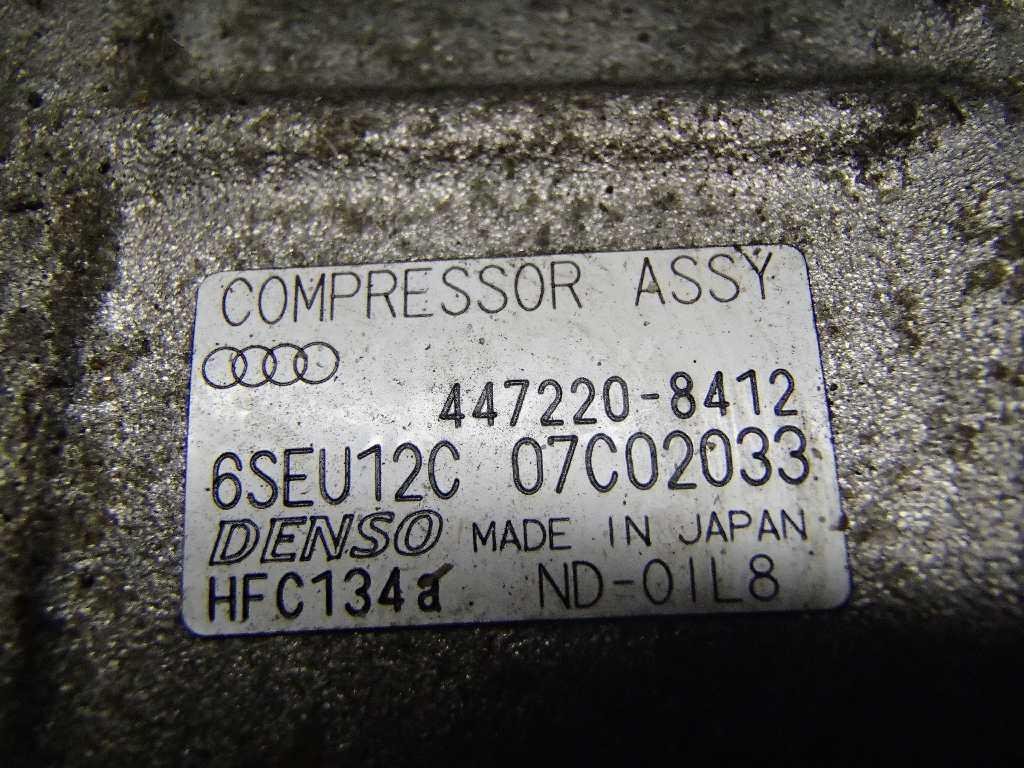 COMPRESSOR ASSY
447220-8412
6SEU12C 07C02033
DENSO MADE IN JAPAN
HFC134a ND-OIL8